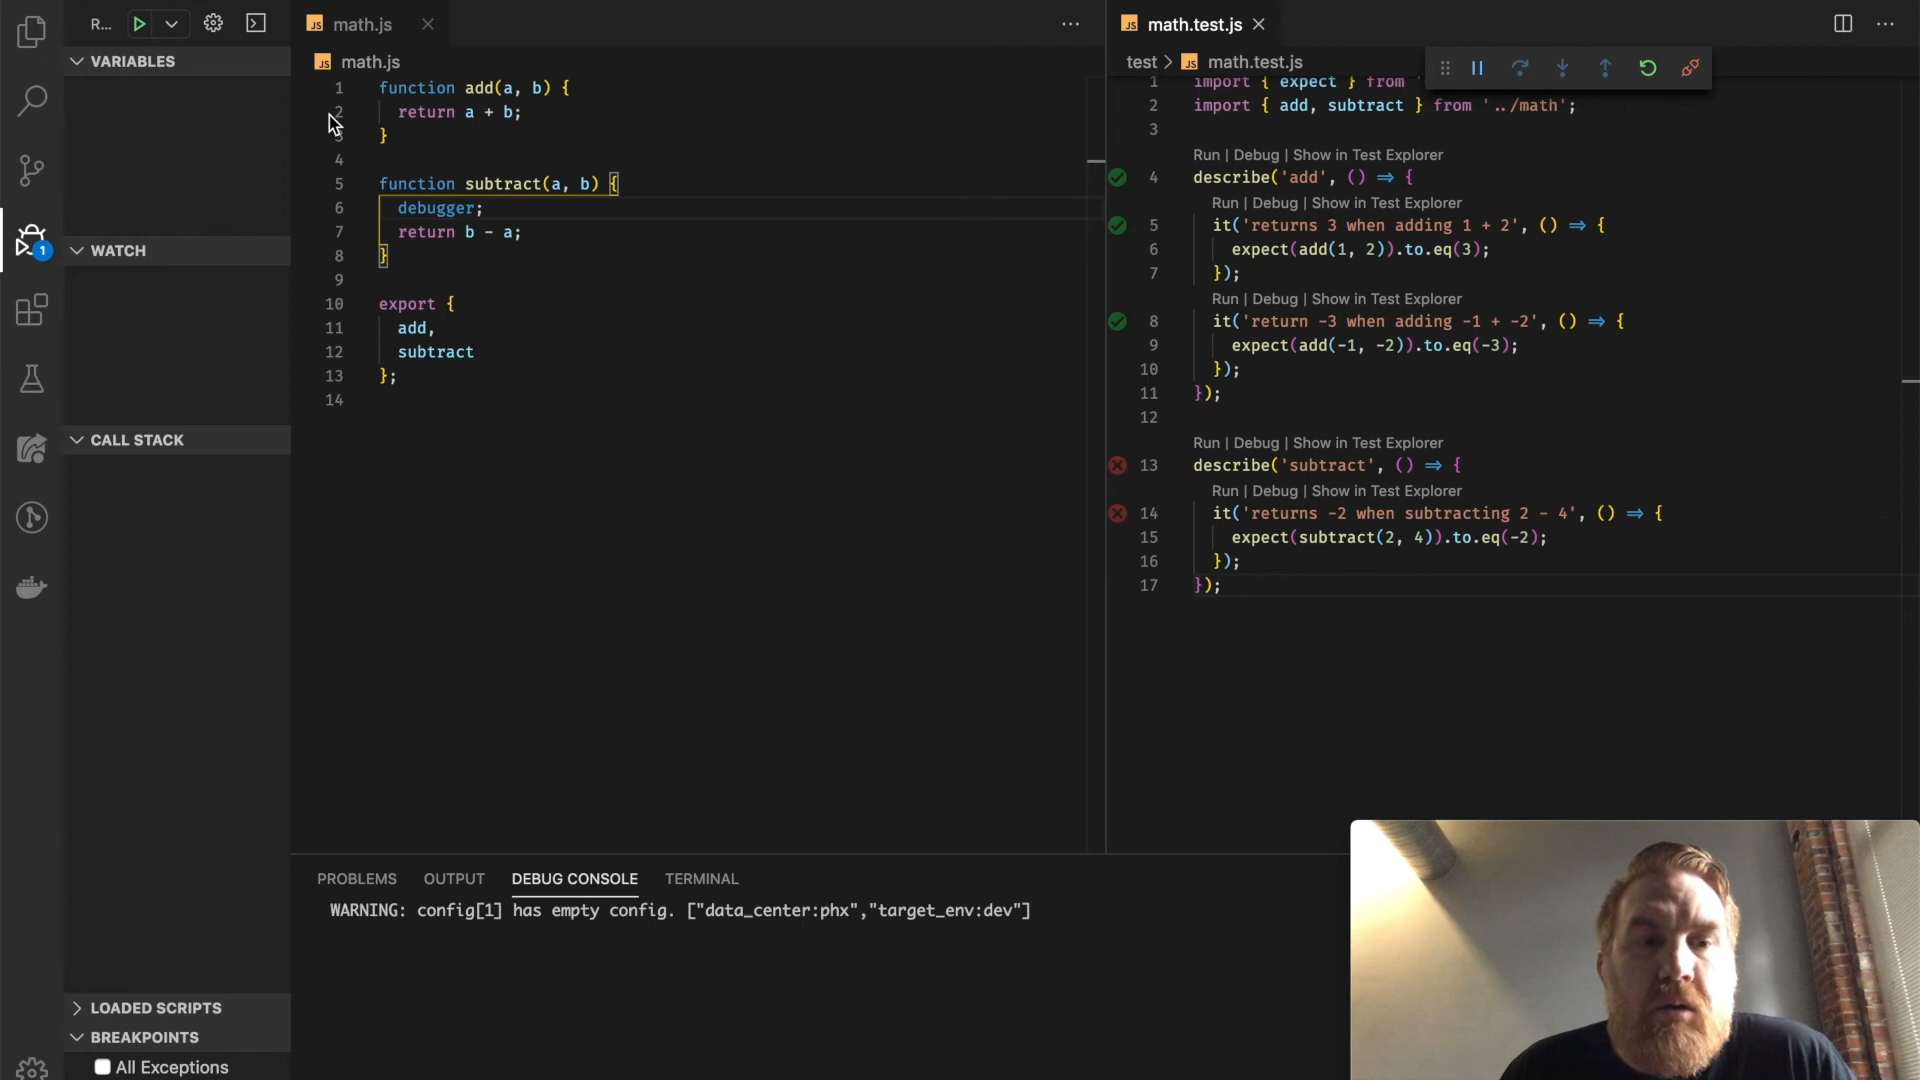 R...
VARIABLES
WATCH
CALL STACK
LOADED SCRIPTS
BREAKPOINTS
All Exceptions
1
JS math.js
JS math.js
1 function add(a, b) {
2 return a + b;
3 }
4
5 function subtract(a, b) {
6 debugger;
7 return b - a;
8 }
9
10 export {
11 add,
12 subtract
13 };
14
JS math.test.js
test > JS math.test.js
1 import { expect } from '
2 import { add, subtract } from '../math';
3
Run | Debug | Show in Test Explorer
4 describe('add', () => {
Run | Debug | Show in Test Explorer
5 it('returns 3 when adding 1 + 2', () => {
6 expect(add(1, 2)).to.eq(3);
7 });
Run | Debug | Show in Test Explorer
8 it('return -3 when adding -1 + -2', () => {
9 expect(add(-1, -2)).to.eq(-3);
10 });
11 });
12
Run | Debug | Show in Test Explorer
13 describe('subtract', () => {
Run | Debug | Show in Test Explorer
14 it('returns -2 when subtracting 2 - 4', () => {
15 expect(subtract(2, 4)).to.eq(-2);
16 });
17 });
PROBLEMS OUTPUT DEBUG CONSOLE TERMINAL
WARNING: config[1] has empty config. ["data_center:phx","target_env:dev"]